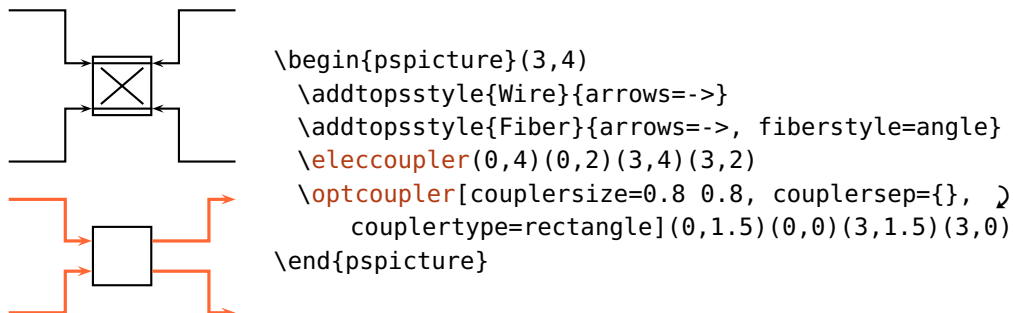 \begin{pspicture}(3,4)
\addtopsstyle{Wire}{arrows=->}
\addtopsstyle{Fiber}{arrows=->, fiberstyle=angle}
\eleccoupler(0,4)(0,2)(3,4)(3,2)
\optcoupler[couplersize=0.8 0.8, couplersep={},
couplertype=rectangle](0,1.5)(0,0)(3,1.5)(3,0)
\end{pspicture}